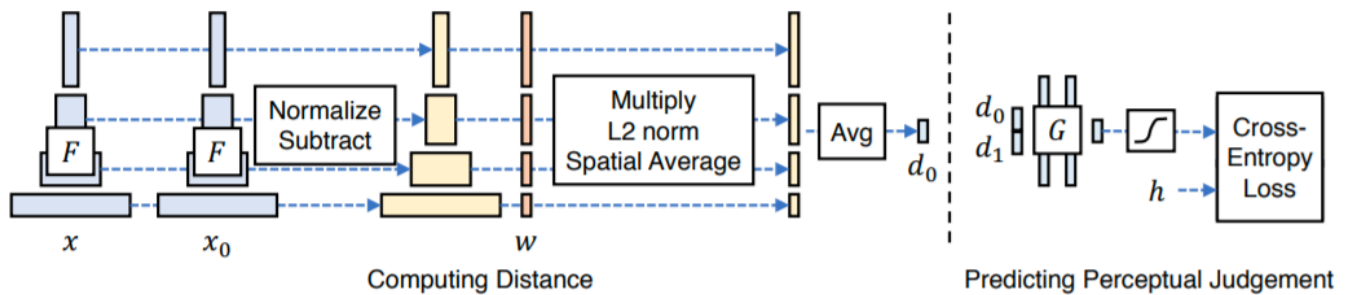 F
F
Normalize
Subtract
Multiply
L2 norm
Spatial Average
Avg
d₀
x
x₀
w
Computing Distance
d₀
d₁
G
h
Cross-
Entropy
Loss
Predicting Perceptual Judgement